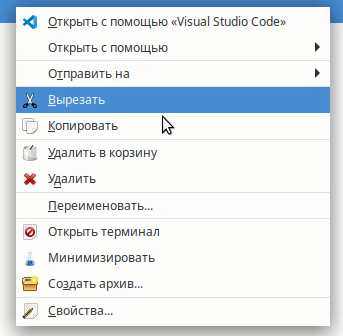 Открыть с помощью «Visual Studio Code»
Открыть с помощью
Отправить на
Вырезать
Копировать
Удалить в корзину
Удалить
Переименовать...
Открыть терминал
Минимизировать
Создать архив...
Свойства...